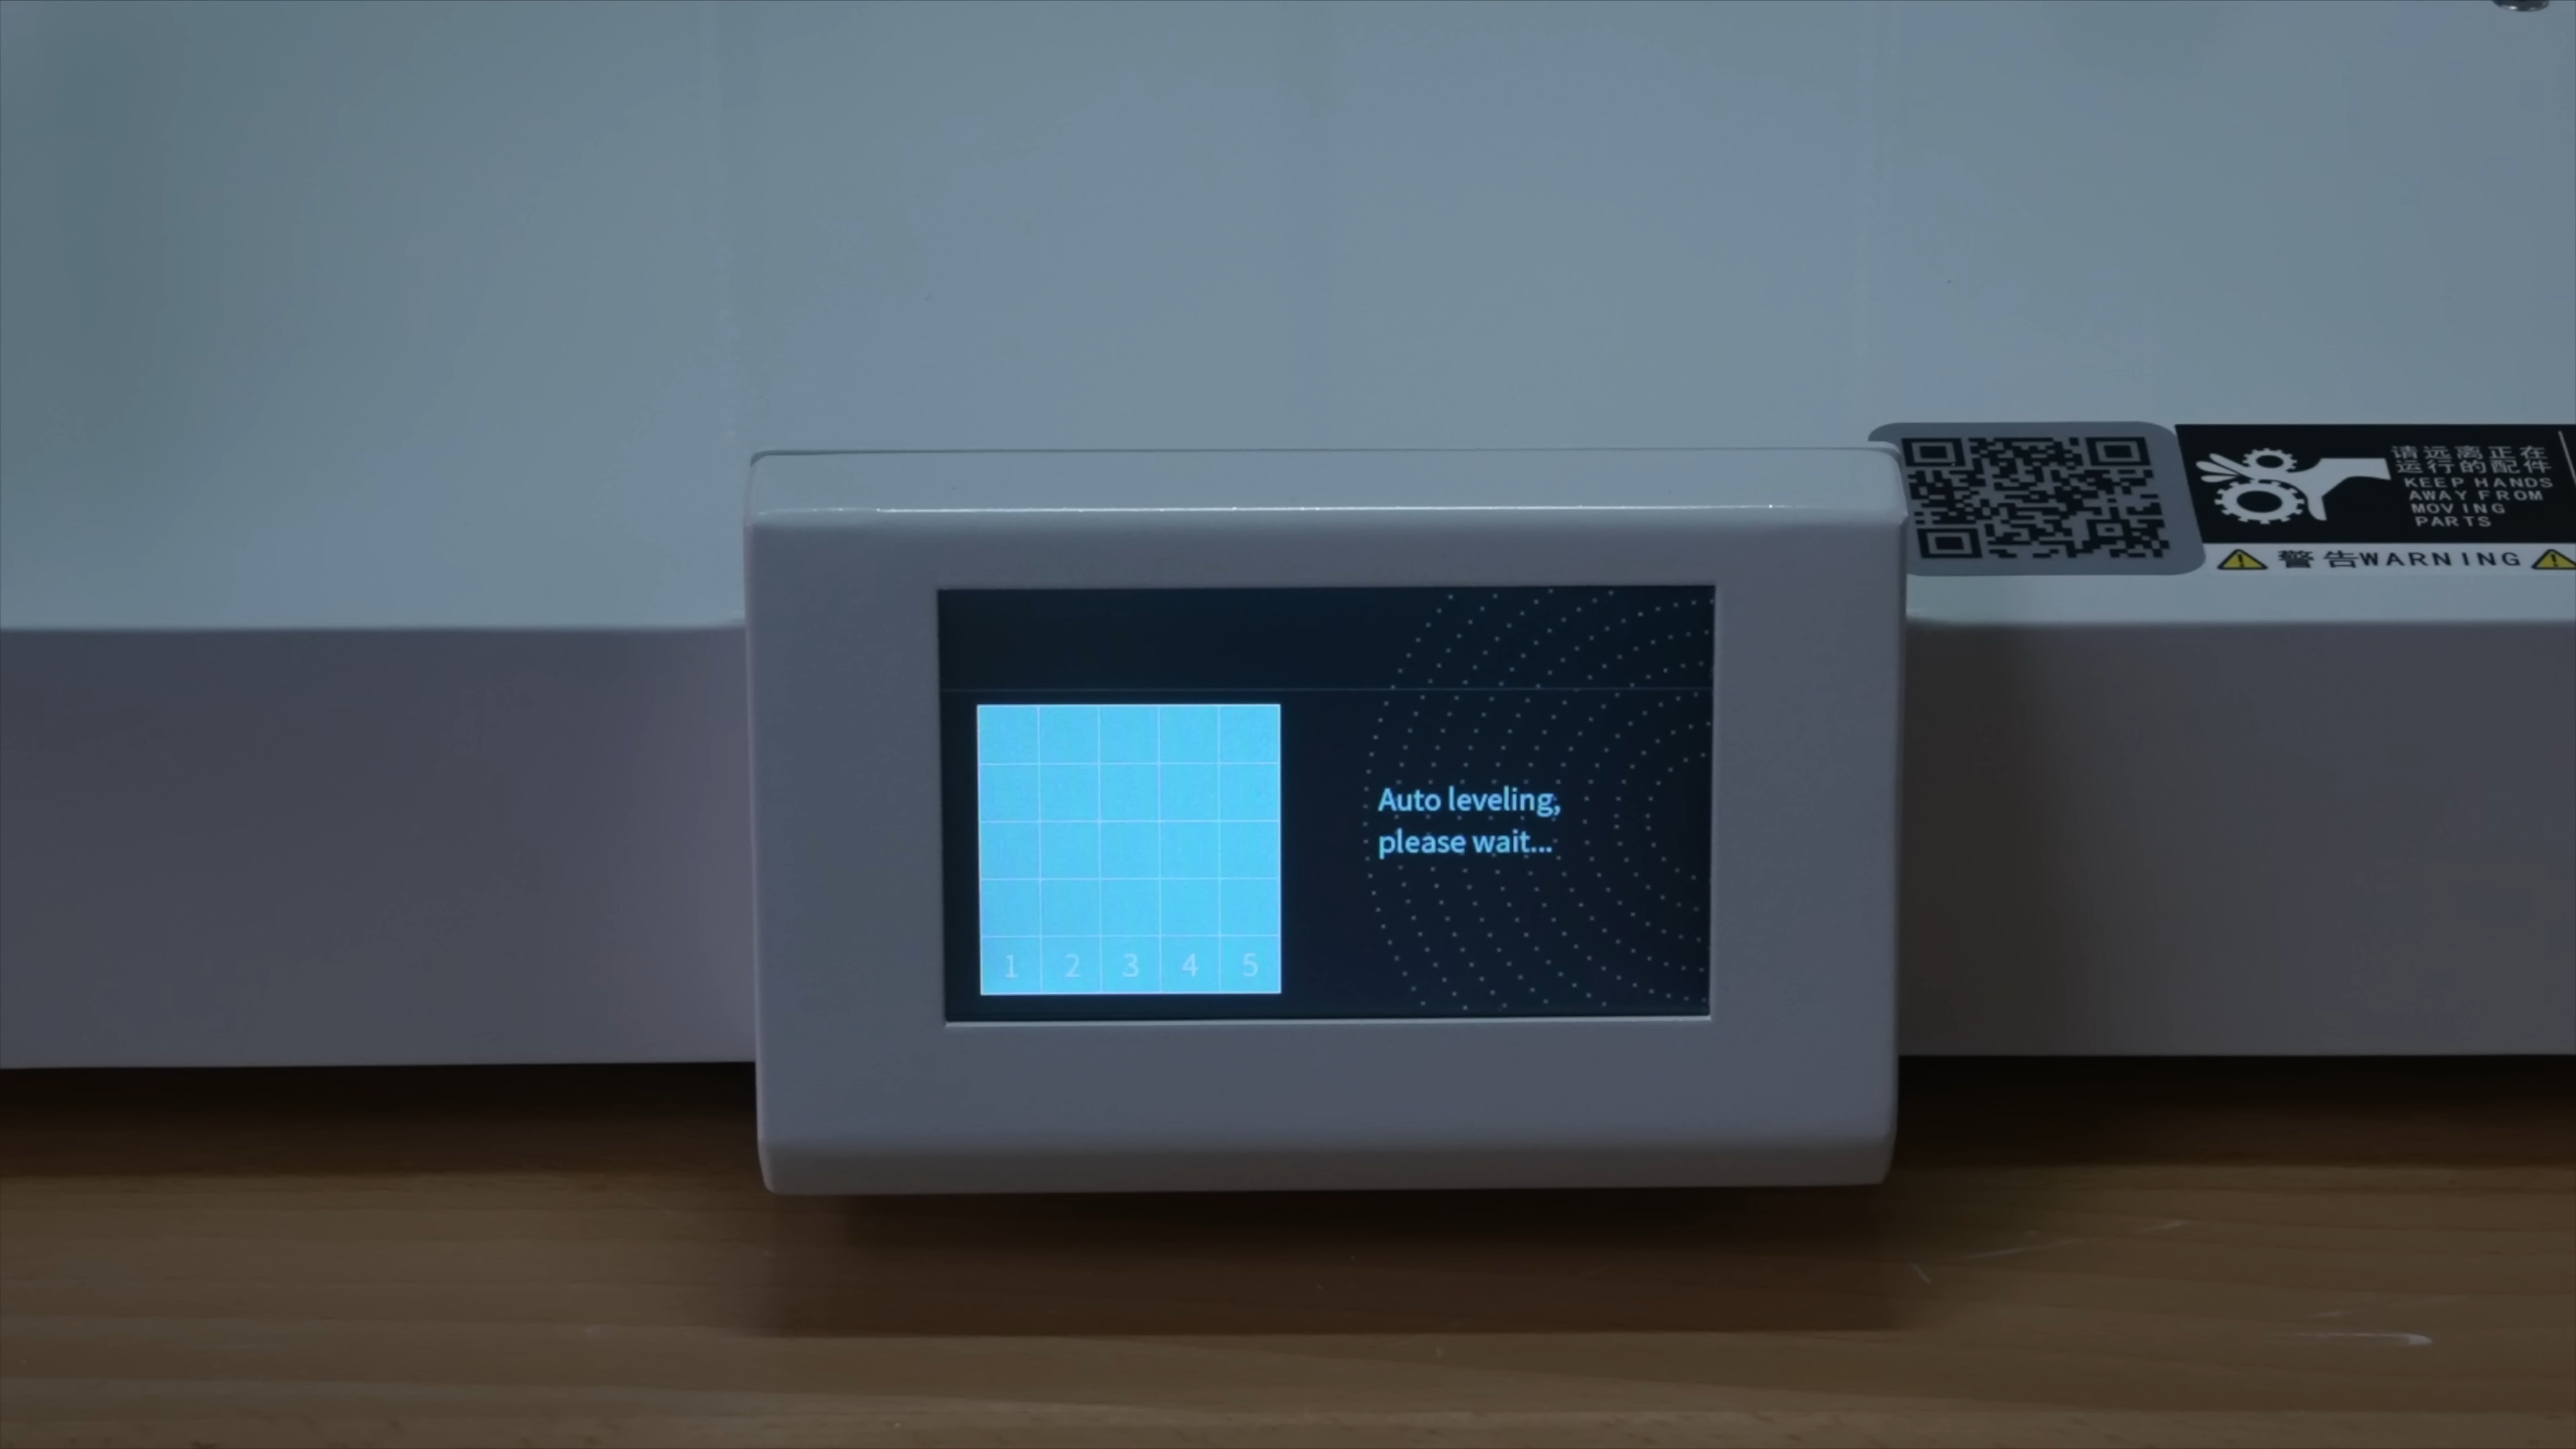 请远离正在
运行的配件
KEEP HANDS
AWAY FROM
MOVING
PARTS
警告WARNING
Auto leveling,
please wait...
1 2 3 4 5